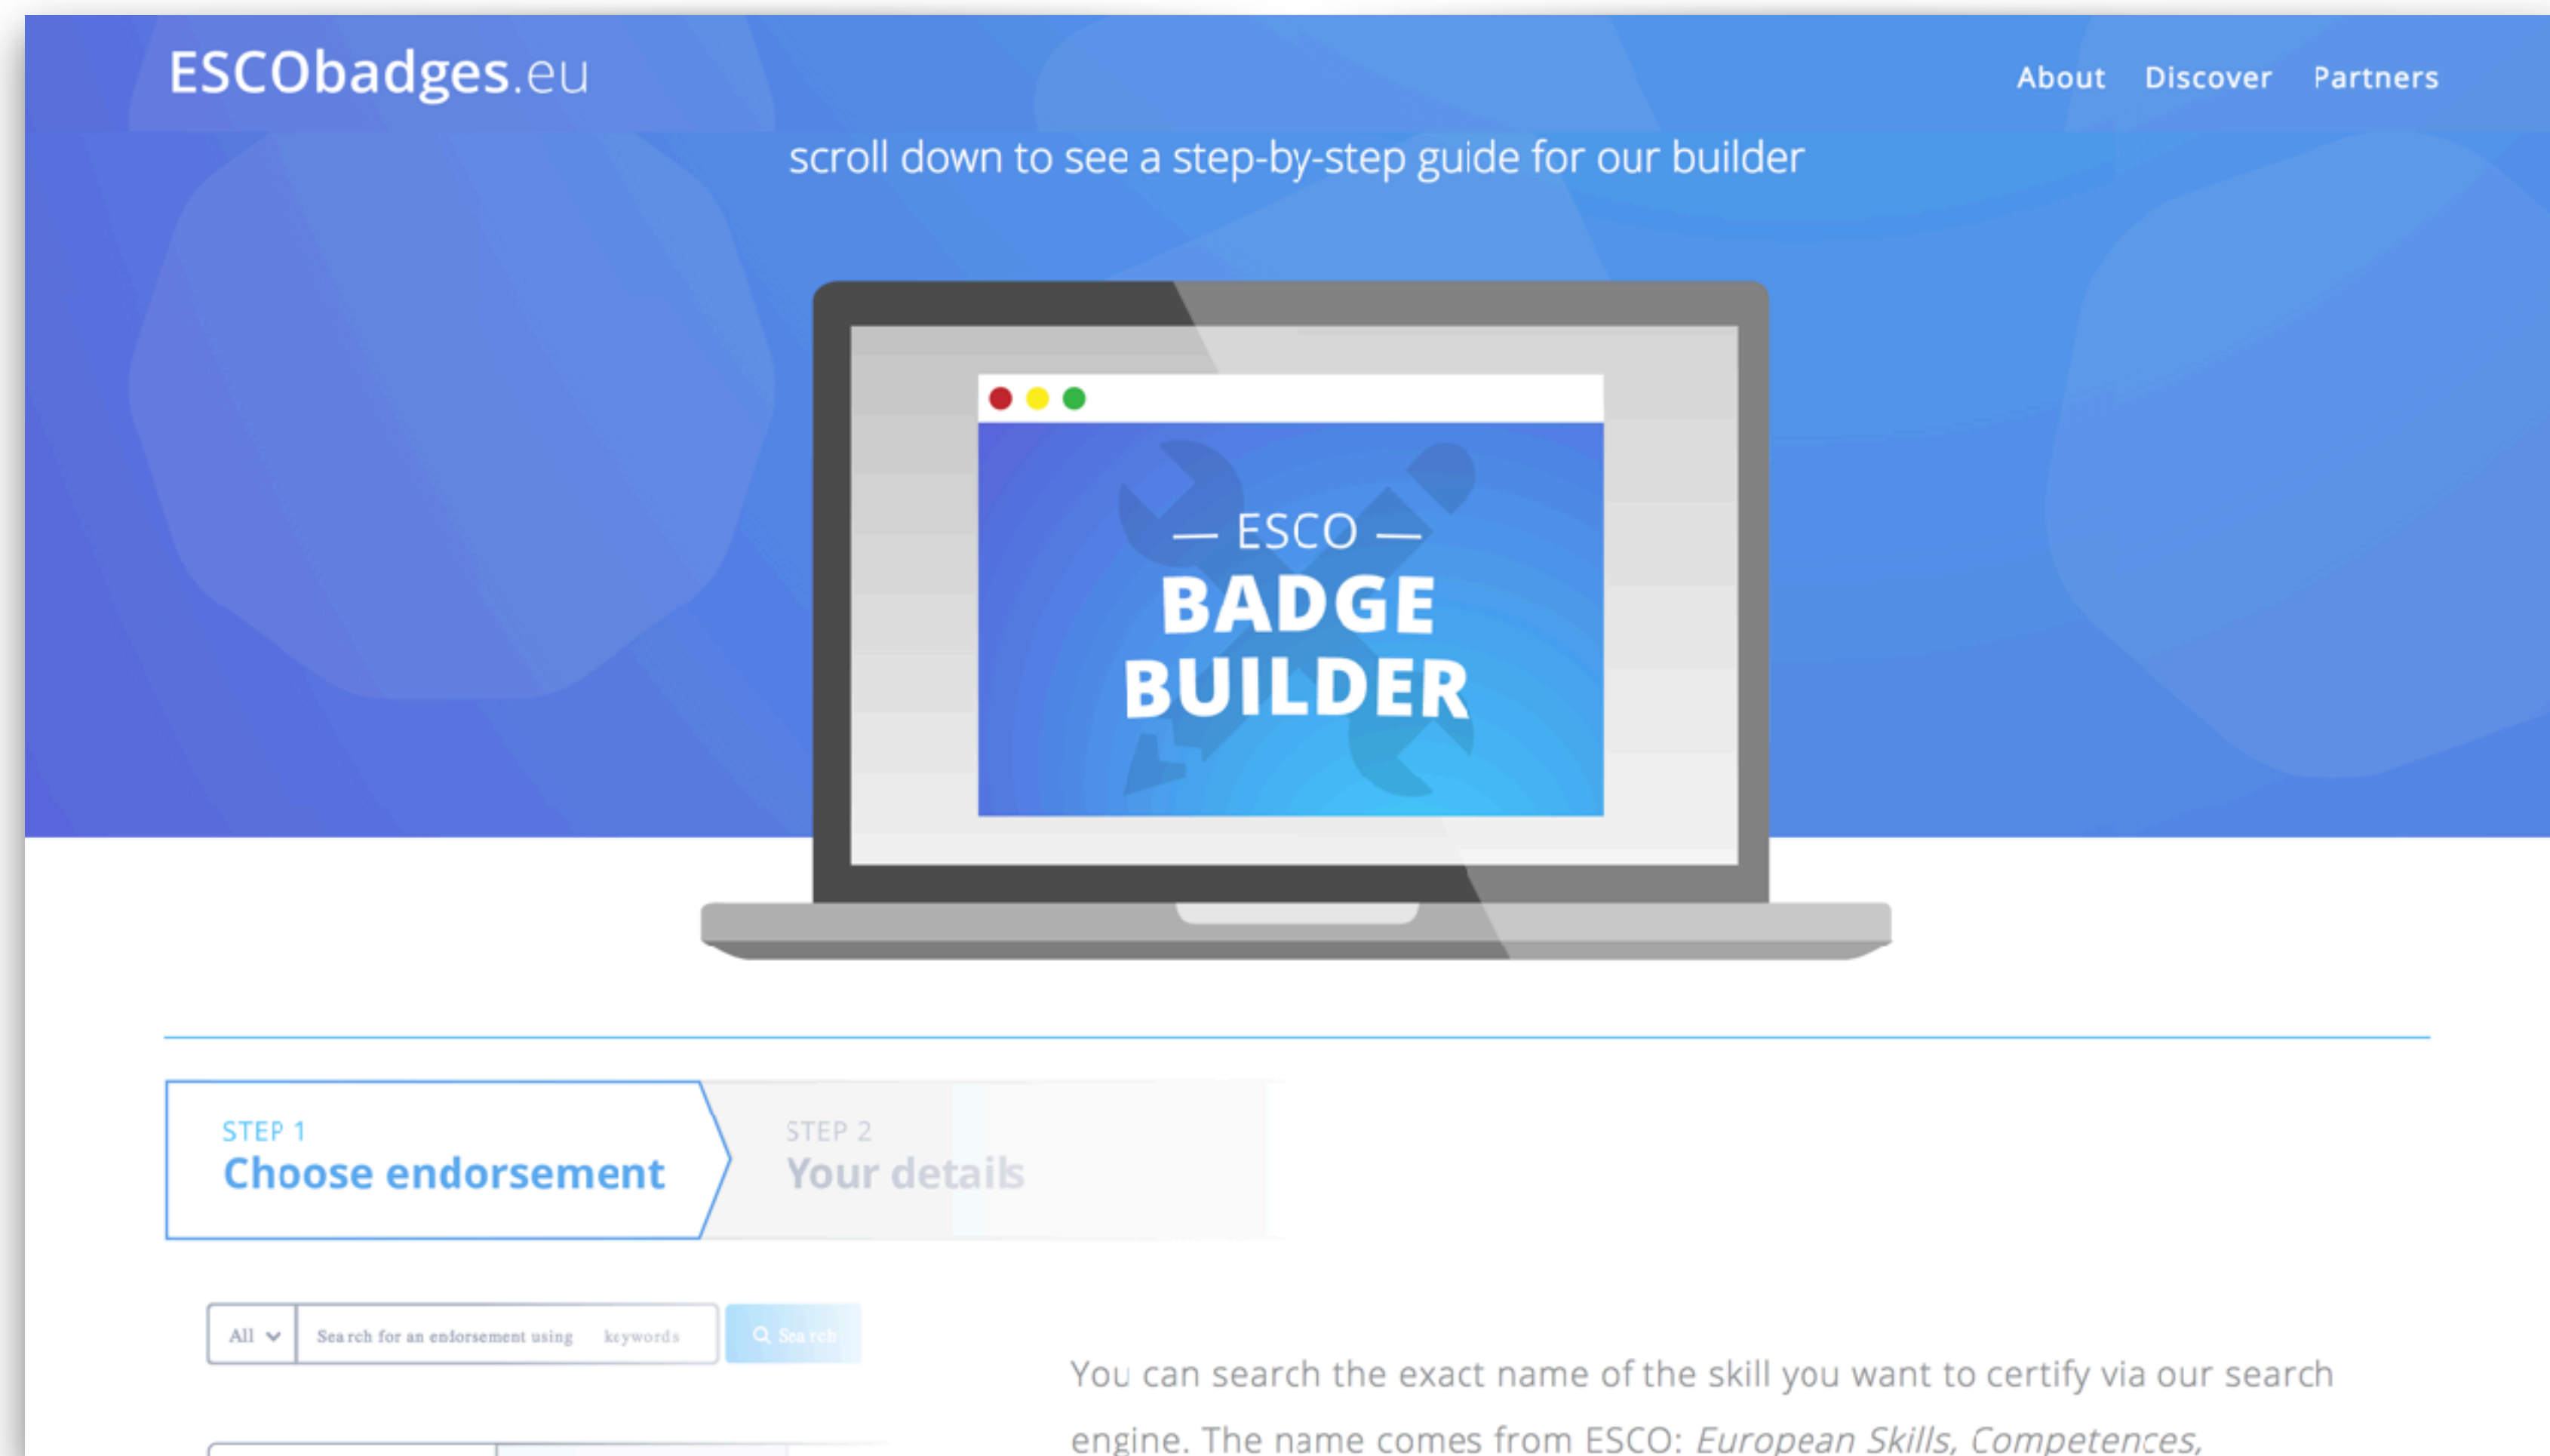 ESCObadges.eu
About Discover Partners
scroll down to see a step-by-step guide for our builder
— ESCO —
BADGE
BUILDER
STEP 1
Choose endorsement
STEP 2
Your details
All Search for an endorsement using keywords Search
You can search the exact name of the skill you want to certify via our search
engine. The name comes from ESCO: European Skills, Competences,